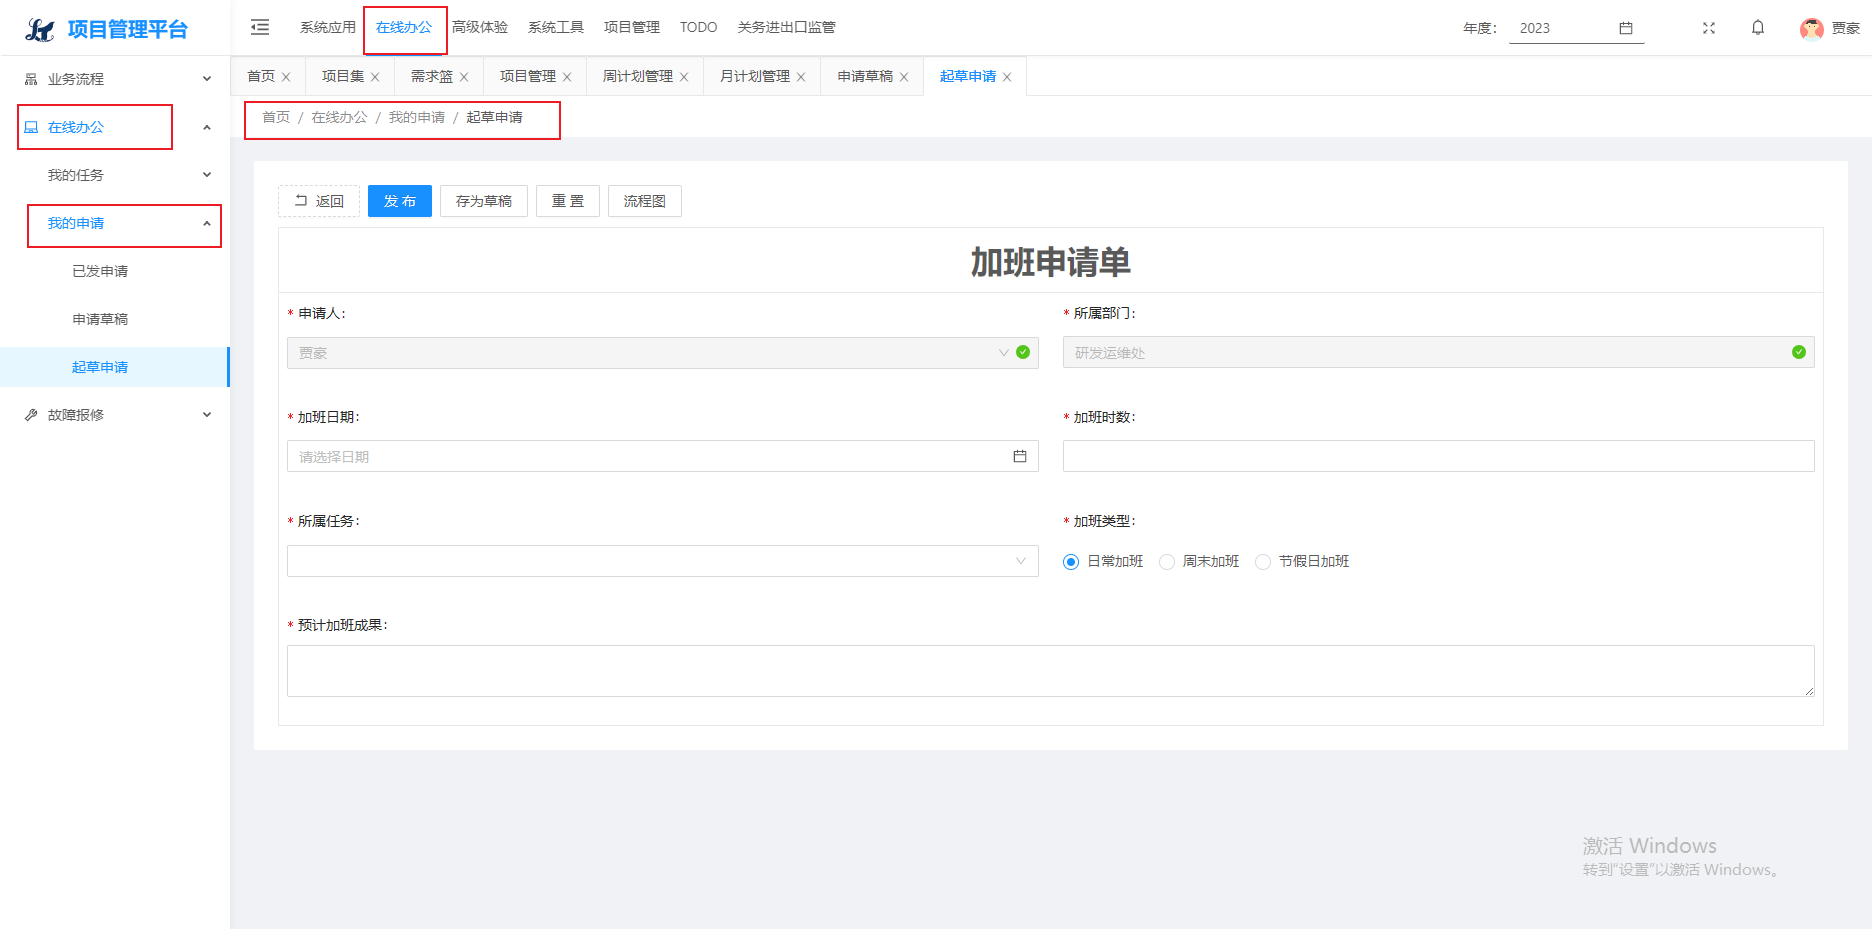 项目管理平台
系统应用 在线办公 高级体验 系统工具 项目管理 TODO 关务进出口监管
年度： 2023
贾豪
业务流程
在线办公
我的任务
我的申请
已发申请
申请草稿
起草申请
故障报修
首页 项目集 需求篮 项目管理 周计划管理 月计划管理 申请草稿 起草申请
首页 / 在线办公 / 我的申请 / 起草申请
返回 发布 存为草稿 重置 流程图
加班申请单
* 申请人： * 所属部门：
贾豪 研发运维处
* 加班日期： * 加班时数：
请选择日期
* 所属任务： * 加班类型：
日常加班 周末加班 节假日加班
* 预计加班成果：
激活 Windows
转到“设置”以激活 Windows。